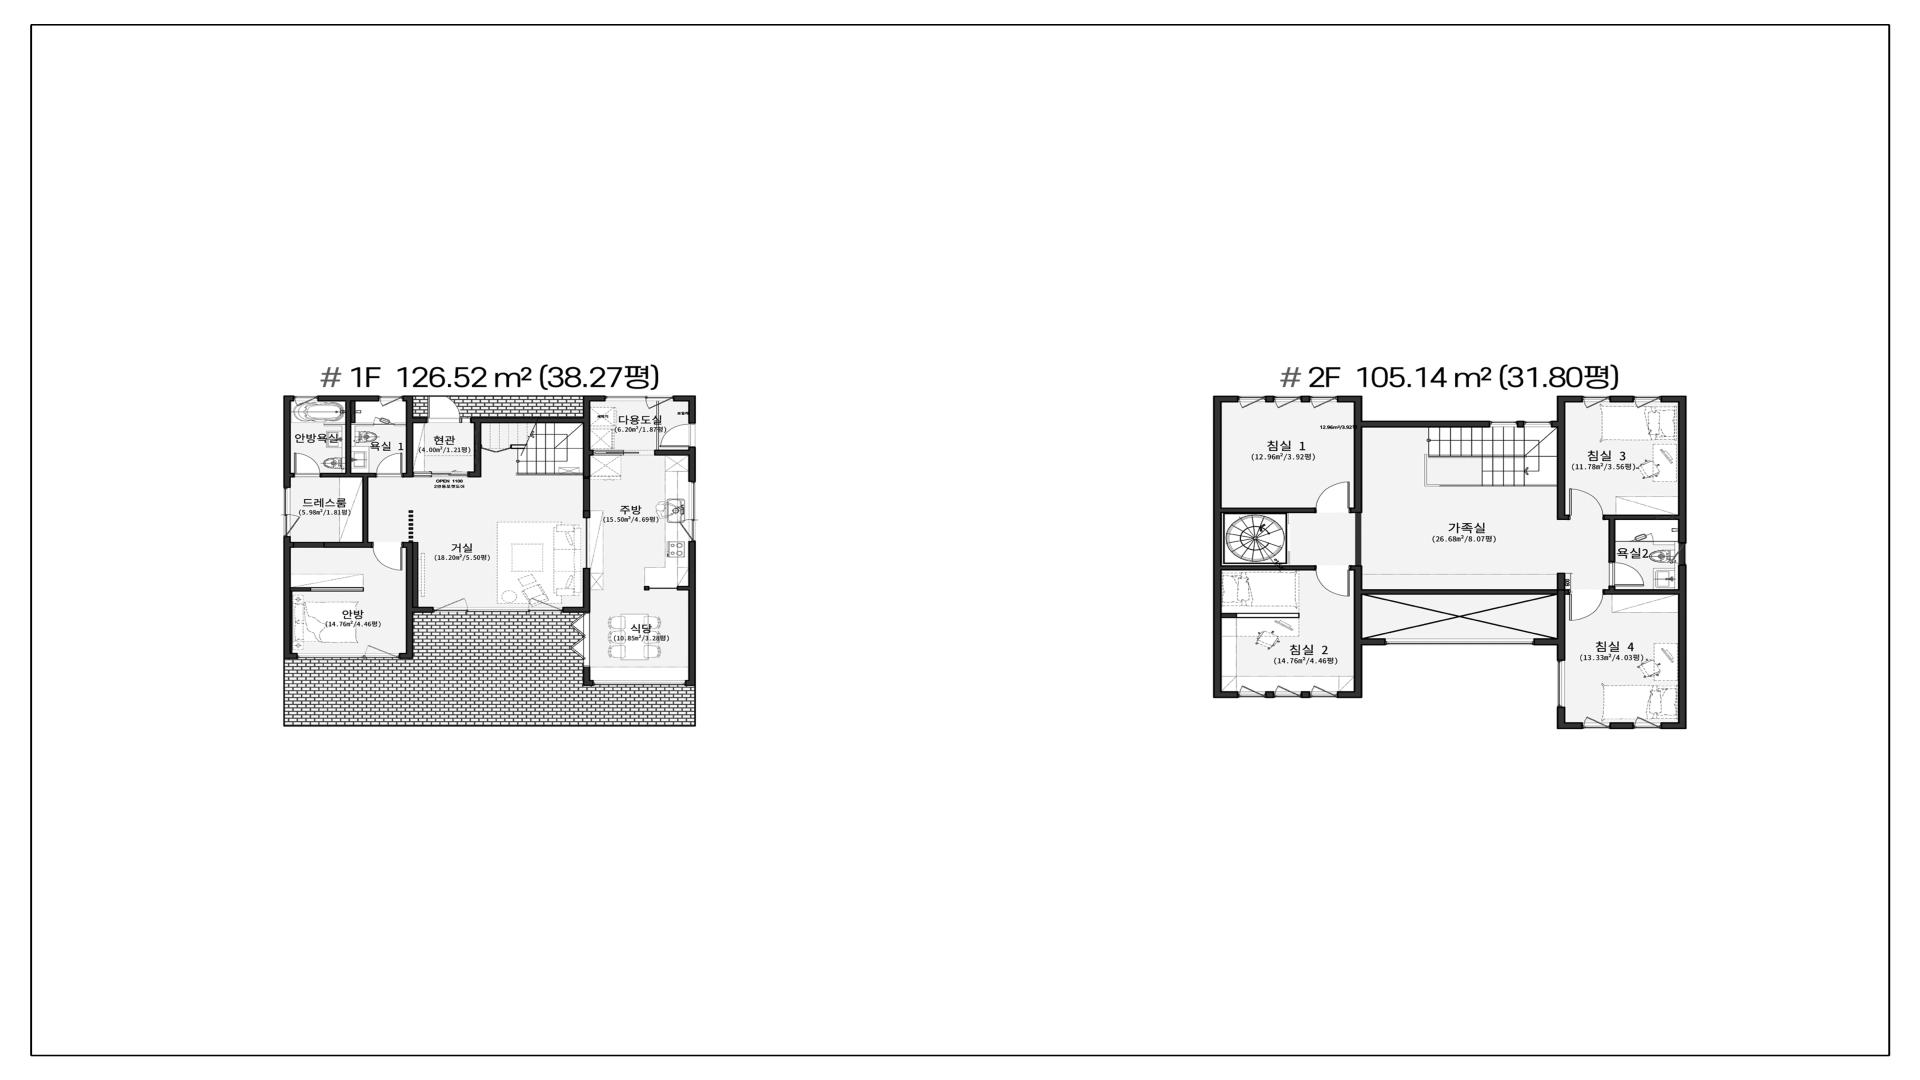 # 1F 126.52 m² (38.27평)
안방욕실
욕실 1
현관
(4.00m²/1.21평)
다용도실
(6.20m²/1.87평)
OPEN 1100
드레스룸
(5.98m²/1.81평)
주방
(15.50m²/4.69평)
거실
(18.20m²/5.50평)
안방
(14.76m²/4.46평)
식당
(10.85m²/3.28평)
# 2F 105.14 m² (31.80평)
12.96m²/3.92평
침실 1
(12.96m²/3.92평)
침실 3
(11.78m²/3.56평)
가족실
(26.68m²/8.07평)
욕실2
침실 2
(14.76m²/4.46평)
침실 4
(13.33m²/4.03평)